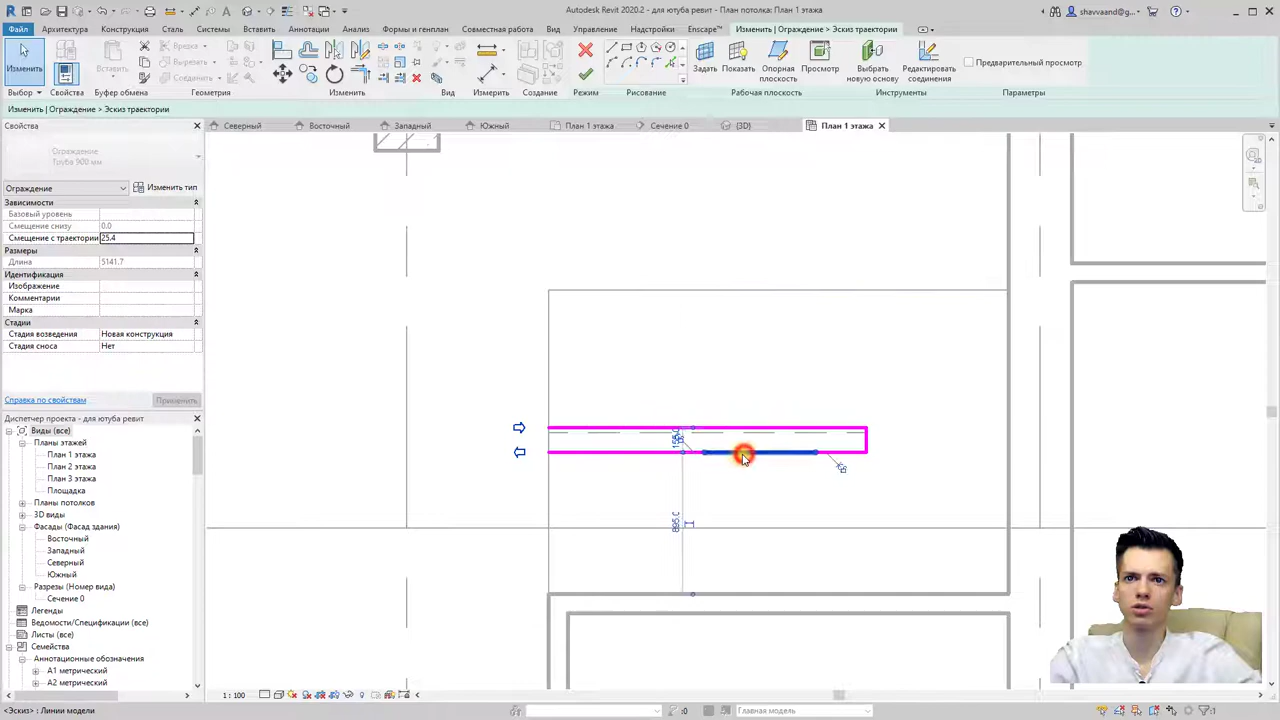 Autodesk Revit 2020.2 - для ютуба ревит - План потолка: План 1 этажа
shavvaand@g...
Файл Архитектура Конструкция Сталь Системы Вставить Аннотации Анализ Формы и генплан Совместная работа Вид Управление Надстройки Enscape™ Изменить | Ограждение > Эскиз траектории
Изменить
Вставить
Врезка
Вырезать
Соединить
Задать Показать Опорная плоскость Просмотр Выбрать новую основу Редактировать соединения
Предварительный просмотр
Выбор Свойства Буфер обмена Геометрия Изменить Вид Измерить Создание Режим Рисование Рабочая плоскость Инструменты Параметры
Изменить | Ограждение > Эскиз траектории
Свойства
Северный Восточный Западный Южный План 1 этажа Сечение 0 {3D} План 1 этажа
Ограждение
Изменить тип
Зависимости
Базовый уровень
Смещение снизу 0.0
Смещение с траектории 25.4
Размеры
Длина 5141.7
Идентификация
Изображение
Комментарии
Марка
Стадии
Стадия возведения Новая конструкция
Стадия сноса Нет
Справка по свойствам
Применить
Диспетчер проекта - для ютуба ревит
Виды (все)
Планы этажей
План 1 этажа
План 2 этажа
План 3 этажа
Площадка
Планы потолков
3D виды
Фасады (Фасад здания)
Восточный
Западный
Северный
Южный
Разрезы (Номер вида)
Сечение 0
Легенды
Ведомости/Спецификации (все)
Листы (все)
Семейства
Аннотационные обозначения
А1 метрический
А2 метрический
895.0
1 : 100
<Эскиз> : Линии модели
:0
Главная модель